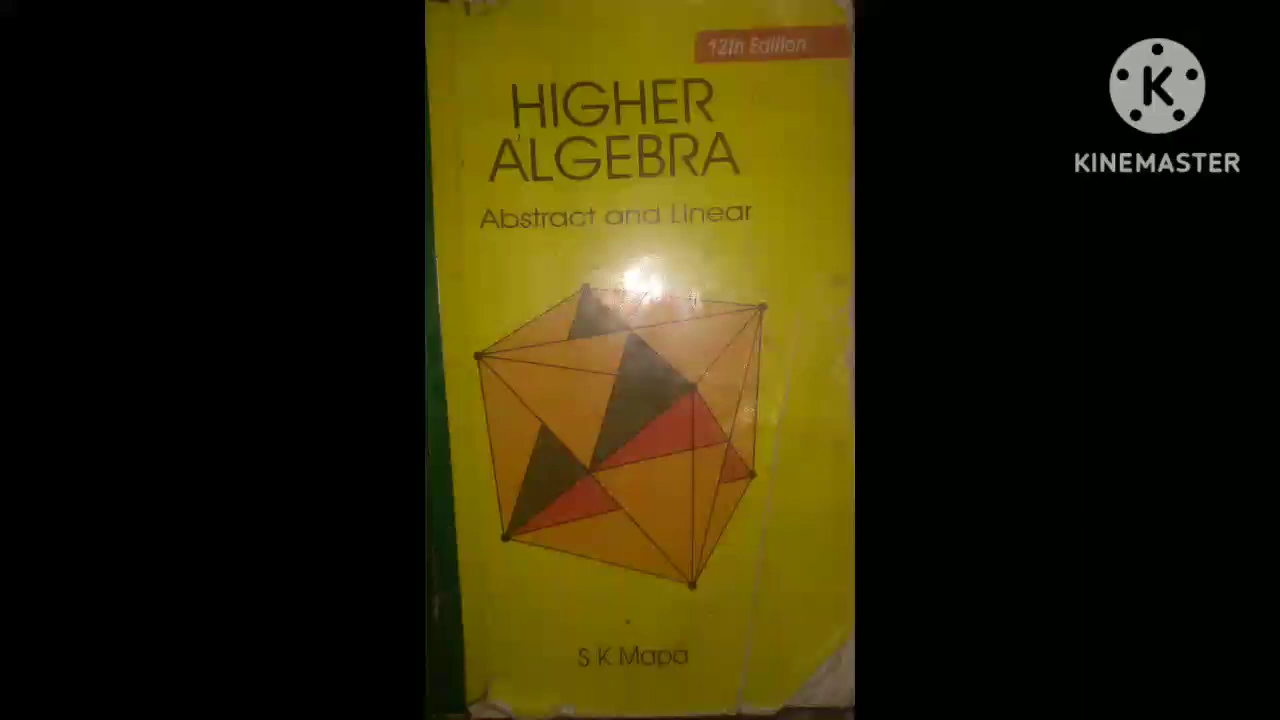 12th Edition
HIGHER
ALGEBRA
Abstract and Linear
S K Mapa
K
KINEMASTER